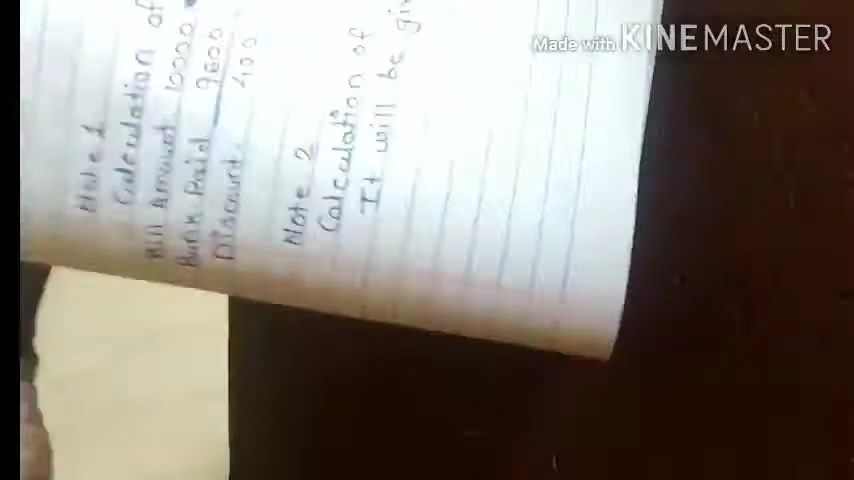 Note 1
Calculation of
Bill Amount 10000
Bank Paid 9600
Discount. 400
Note 2
Calculation of
It will be
Made with KINEMASTER